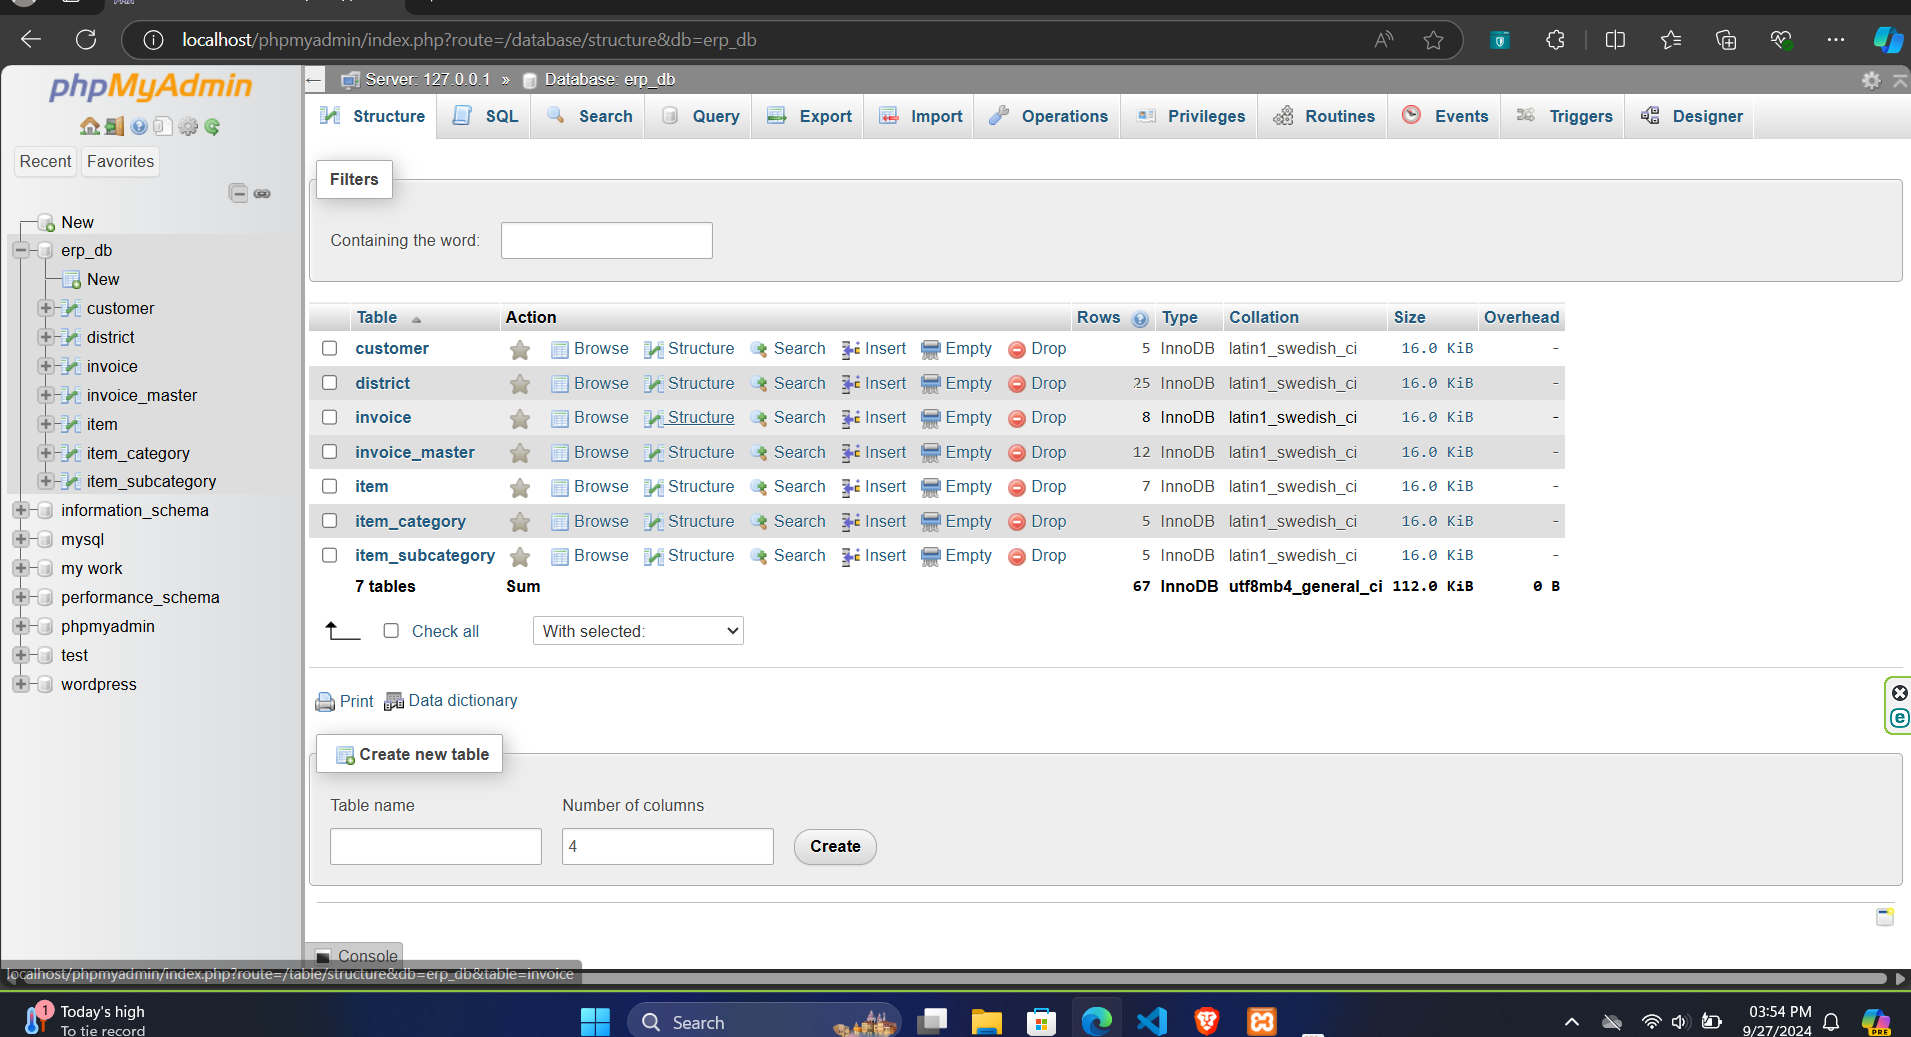 localhost/phpmyadmin/index.php?route=/database/structure&db=erp_db
phpMyAdmin
Recent Favorites
New
erp_db
New
customer
district
invoice
invoice_master
item
item_category
item_subcategory
information_schema
mysql
my work
performance_schema
phpmyadmin
test
wordpress
Server: 127.0.0.1 » Database: erp_db
Structure SQL Search Query Export Import Operations Privileges Routines Events Triggers Designer
Filters
Containing the word:
Table Action Rows Type Collation Size Overhead
customer Browse Structure Search Insert Empty Drop 5 InnoDB latin1_swedish_ci 16.0 KiB -
district Browse Structure Search Insert Empty Drop 25 InnoDB latin1_swedish_ci 16.0 KiB -
invoice Browse Structure Search Insert Empty Drop 8 InnoDB latin1_swedish_ci 16.0 KiB -
invoice_master Browse Structure Search Insert Empty Drop 12 InnoDB latin1_swedish_ci 16.0 KiB -
item Browse Structure Search Insert Empty Drop 7 InnoDB latin1_swedish_ci 16.0 KiB -
item_category Browse Structure Search Insert Empty Drop 5 InnoDB latin1_swedish_ci 16.0 KiB -
item_subcategory Browse Structure Search Insert Empty Drop 5 InnoDB latin1_swedish_ci 16.0 KiB -
7 tables Sum 67 InnoDB utf8mb4_general_ci 112.0 KiB 0 B
Check all With selected:
Print Data dictionary
Create new table
Table name Number of columns
4 Create
Console
localhost/phpmyadmin/index.php?route=/table/structure&db=erp_db&table=invoice
1 Today's high
To tie record
Search
PRE
03:54 PM
9/27/2024